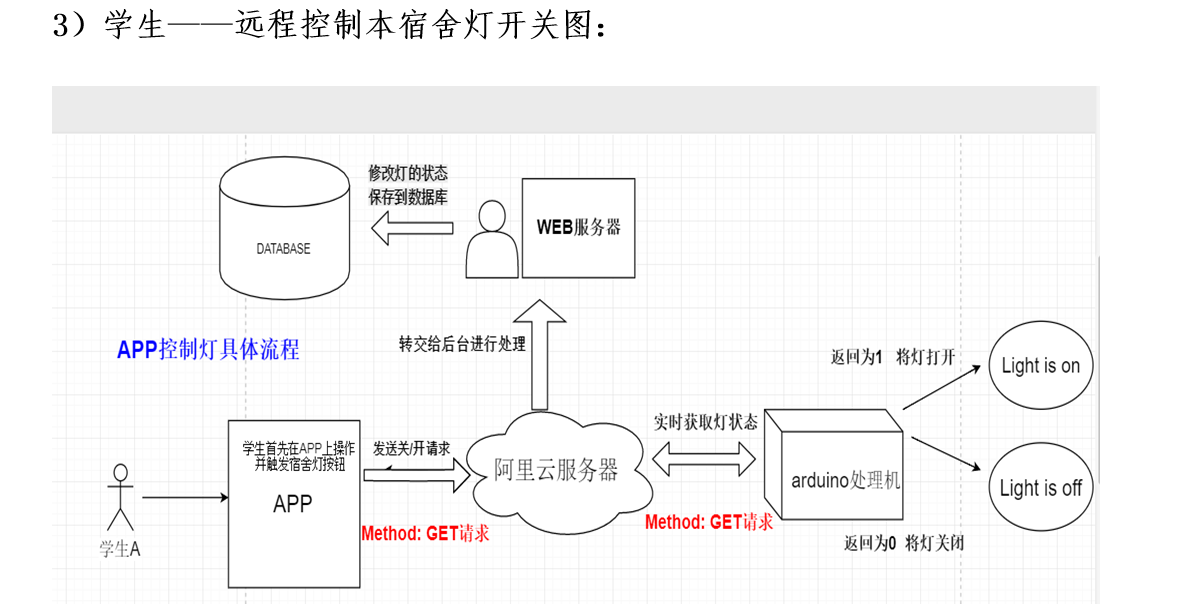 3）学生——远程控制本宿舍灯开关图：
修改灯的状态
保存到数据库
WEB服务器
DATABASE
APP控制灯具体流程
转交给后台进行处理
返回为1 将灯打开
Light is on
学生首先在APP上操作
并触发宿舍灯按钮
APP
发送关/开请求
阿里云服务器
实时获取灯状态
arduino处理机
Light is off
Method: GET请求
Method: GET请求
学生A
返回为0 将灯关闭